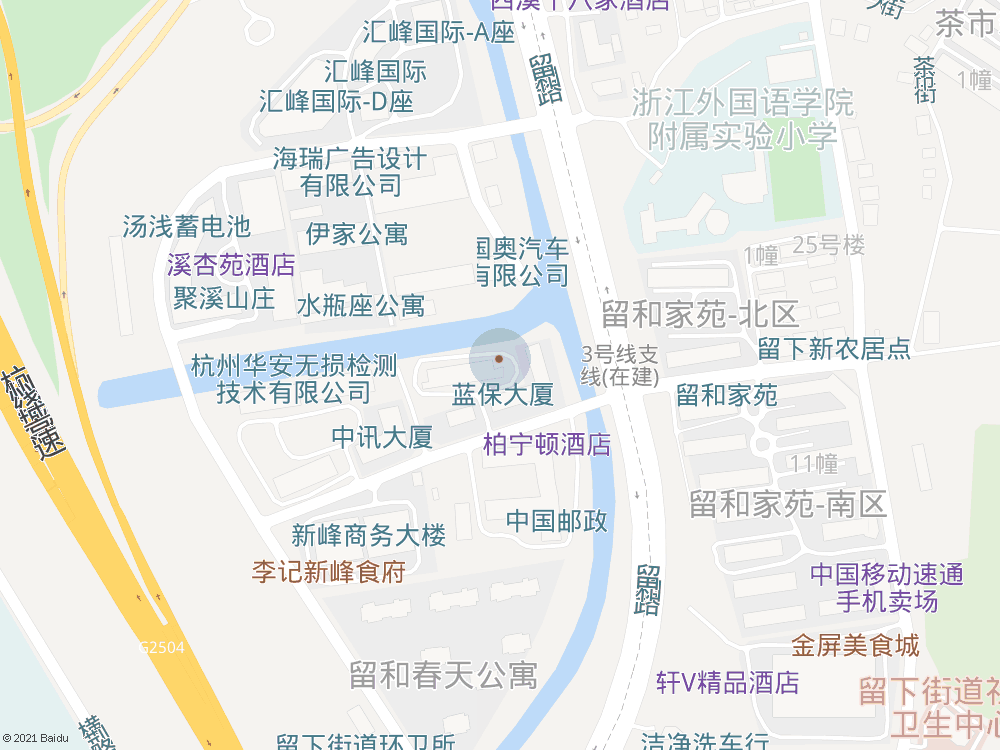 西溪十八家酒店
汇峰国际-A座
茶市
汇峰国际
留
路
茶市街
1幢
汇峰国际-D座
浙江外国语学院
附属实验小学
海瑞广告设计
有限公司
汤浅蓄电池
伊家公寓
国奥汽车
有限公司
1幢
25号楼
溪杏苑酒店
聚溪山庄
水瓶座公寓
留和家苑-北区
3号线支
线(在建)
留下新农居点
杭州华安无损检测
技术有限公司
蓝保大厦
留和家苑
杭
绕
高
速
中讯大厦
柏宁顿酒店
11幢
留和家苑-南区
新峰商务大楼
中国邮政
李记新峰食府
留
路
中国移动速通
手机卖场
G2504
金屏美食城
留和春天公寓
轩V精品酒店
留下街道社
卫生中心
© 2021 Baidu
留下街道环卫所
洁净洗车行